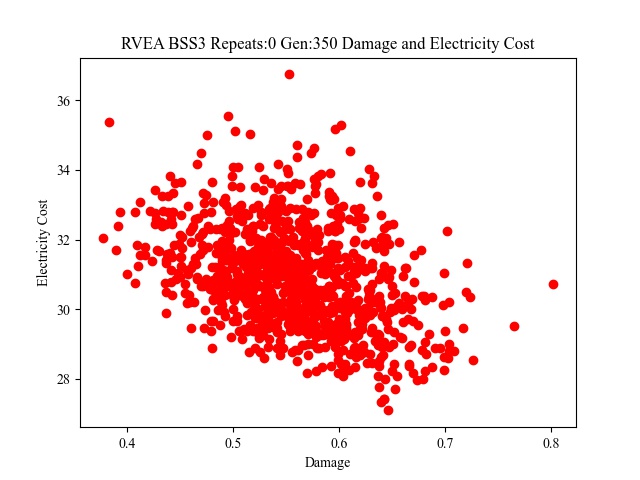 RVEA BSS3 Repeats:0 Gen:350 Damage and Electricity Cost
36
34
32
30
28
Electricity Cost
0.4 0.5 0.6 0.7 0.8
Damage